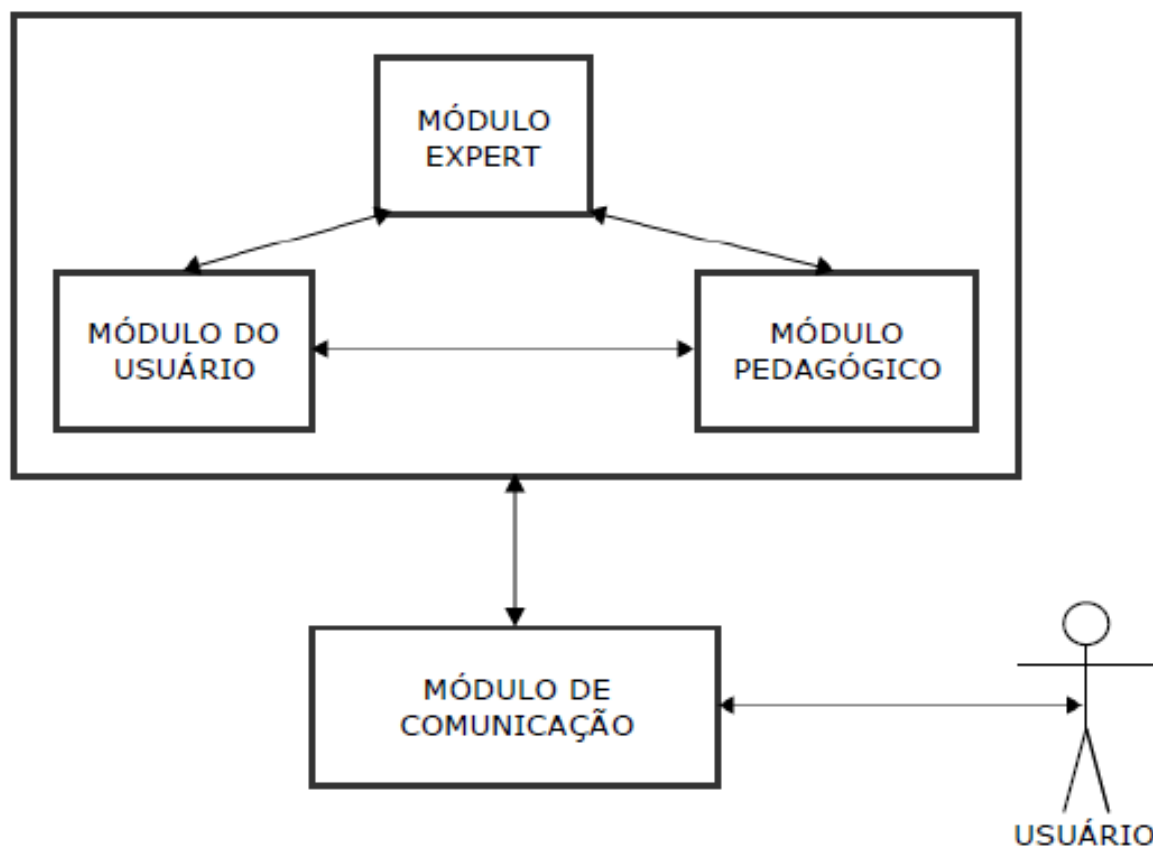 MÓDULO
EXPERT
MÓDULO DO
USUÁRIO
MÓDULO
PEDAGÓGICO
MÓDULO DE
COMUNICAÇÃO
USUÁRIO